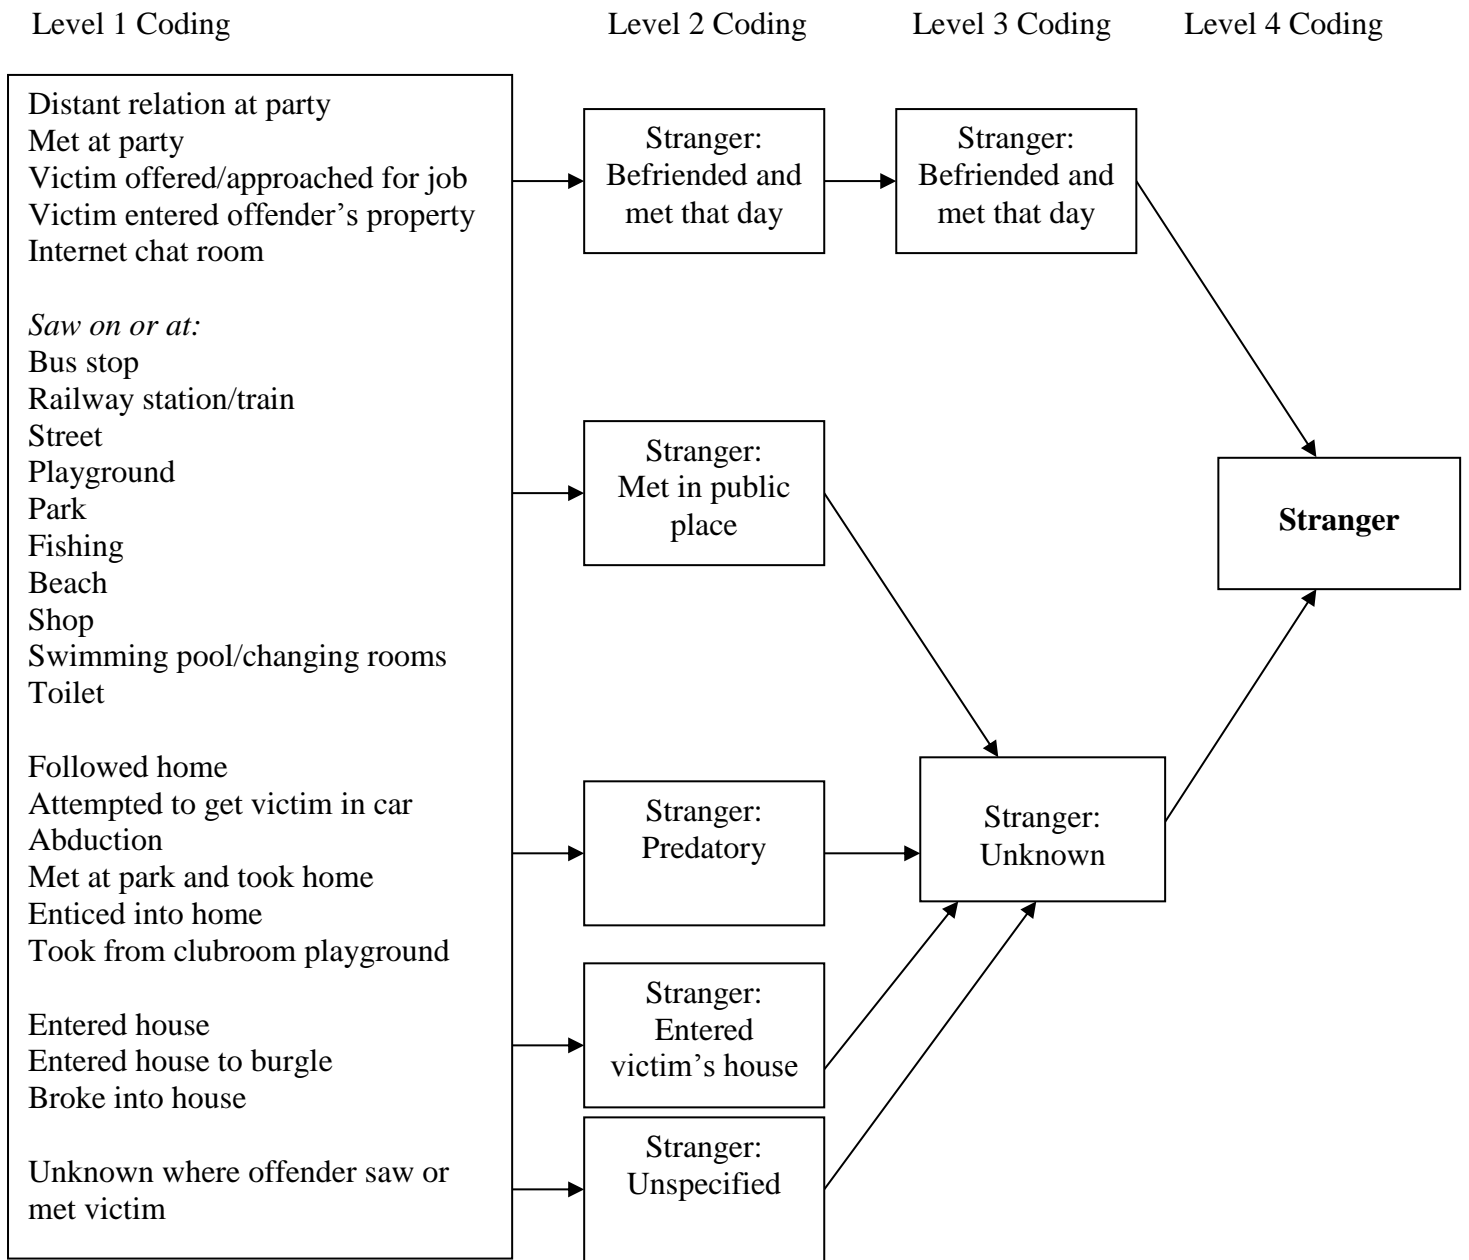 Level 1 Coding
Level 2 Coding
Level 3 Coding
Level 4 Coding
Distant relation at party
Met at party
Victim offered/approached for job
Victim entered offender’s property
Internet chat room
Saw on or at:
Bus stop
Railway station/train
Street
Playground
Park
Fishing
Beach
Shop
Swimming pool/changing rooms
Toilet
Followed home
Attempted to get victim in car
Abduction
Met at park and took home
Enticed into home
Took from clubroom playground
Entered house
Entered house to burgle
Broke into house
Unknown where offender saw or
met victim
Stranger:
Befriended and
met that day
Stranger:
Met in public
place
Stranger:
Predatory
Stranger:
Entered
victim’s house
Stranger:
Unspecified
Stranger:
Befriended and
met that day
Stranger:
Unknown
Stranger